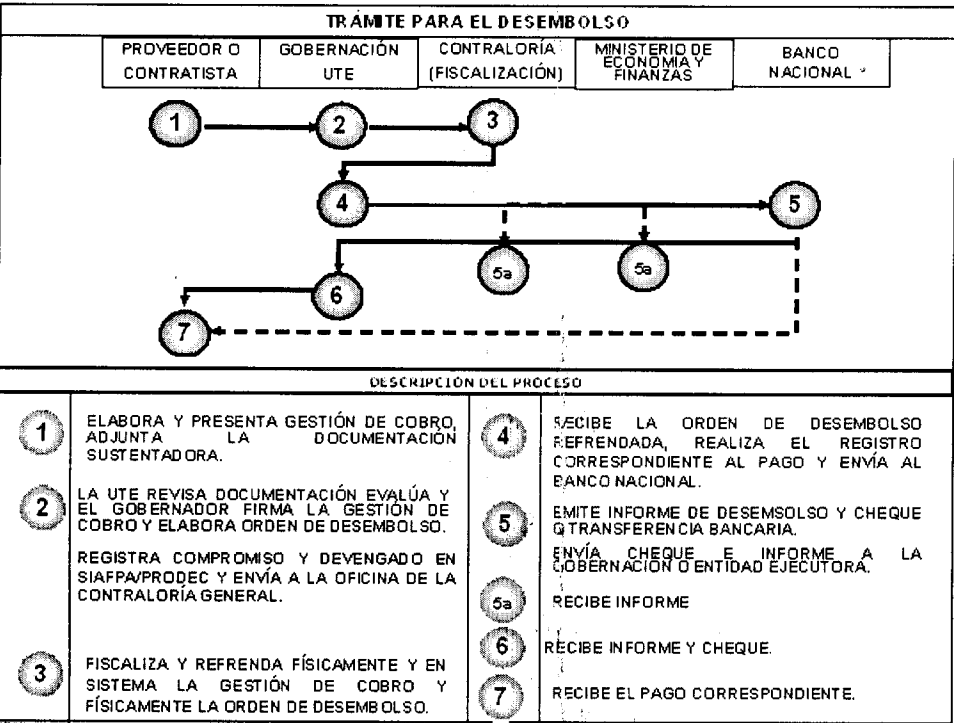 TRÁMITE PARA EL DESEMBOLSO
PROVEEDOR O CONTRATISTA
GOBERNACIÓN UTE
CONTRALORÍA (FISCALIZACIÓN)
MINISTERIO DE ECONOMIA Y FINANZAS
BANCO NACIONAL
1
2
3
4
5
5a
5a
6
7
DESCRIPCIÓN DEL PROCESO
1
ELABORA Y PRESENTA GESTIÓN DE COBRO,
ADJUNTA LA DOCUMENTACIÓN
SUSTENTADORA.
2
LA UTE REVISA DOCUMENTACIÓN EVALÚA Y
EL GOBERNADOR FIRMA LA GESTIÓN DE
COBRO Y ELABORA ORDEN DE DESEMBOLSO.
REGISTRA COMPROMISO Y DEVENGADO EN
SIAFPA/PRODEC Y ENVÍA A LA OFICINA DE LA
CONTRALORÍA GENERAL.
3
FISCALIZA Y REFRENDA FÍSICAMENTE Y EN
SISTEMA LA GESTIÓN DE COBRO Y
FÍSICAMENTE LA ORDEN DE DESEMBOLSO.
4
RECIBE LA ORDEN DE DESEMBOLSO
REFRENDADA, REALIZA EL REGISTRO
CORRESPONDIENTE AL PAGO Y ENVÍA AL
BANCO NACIONAL.
5
EMITE INFORME DE DESEMSOLSO Y CHEQUE
O TRANSFERENCIA BANCARIA.
ENVÍA CHEQUE E INFORME A LA
GOBERNACION O ENTIDAD EJECUTORA.
5a
RECIBE INFORME
6
RECIBE INFORME Y CHEQUE.
7
RECIBE EL PAGO CORRESPONDIENTE.